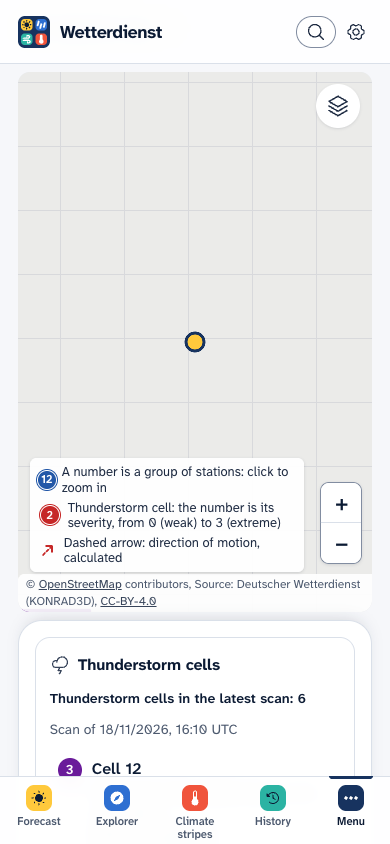 Wetterdienst
12 A number is a group of stations: click to
zoom in
2 Thunderstorm cell: the number is its
severity, from 0 (weak) to 3 (extreme)
Dashed arrow: direction of motion,
calculated
+
−
© OpenStreetMap contributors, Source: Deutscher Wetterdienst
(KONRAD3D), CC-BY-4.0
Thunderstorm cells
Thunderstorm cells in the latest scan: 6
Scan of 18/11/2026, 16:10 UTC
3 Cell 12
Forecast
Explorer
Climate
stripes
History
Menu